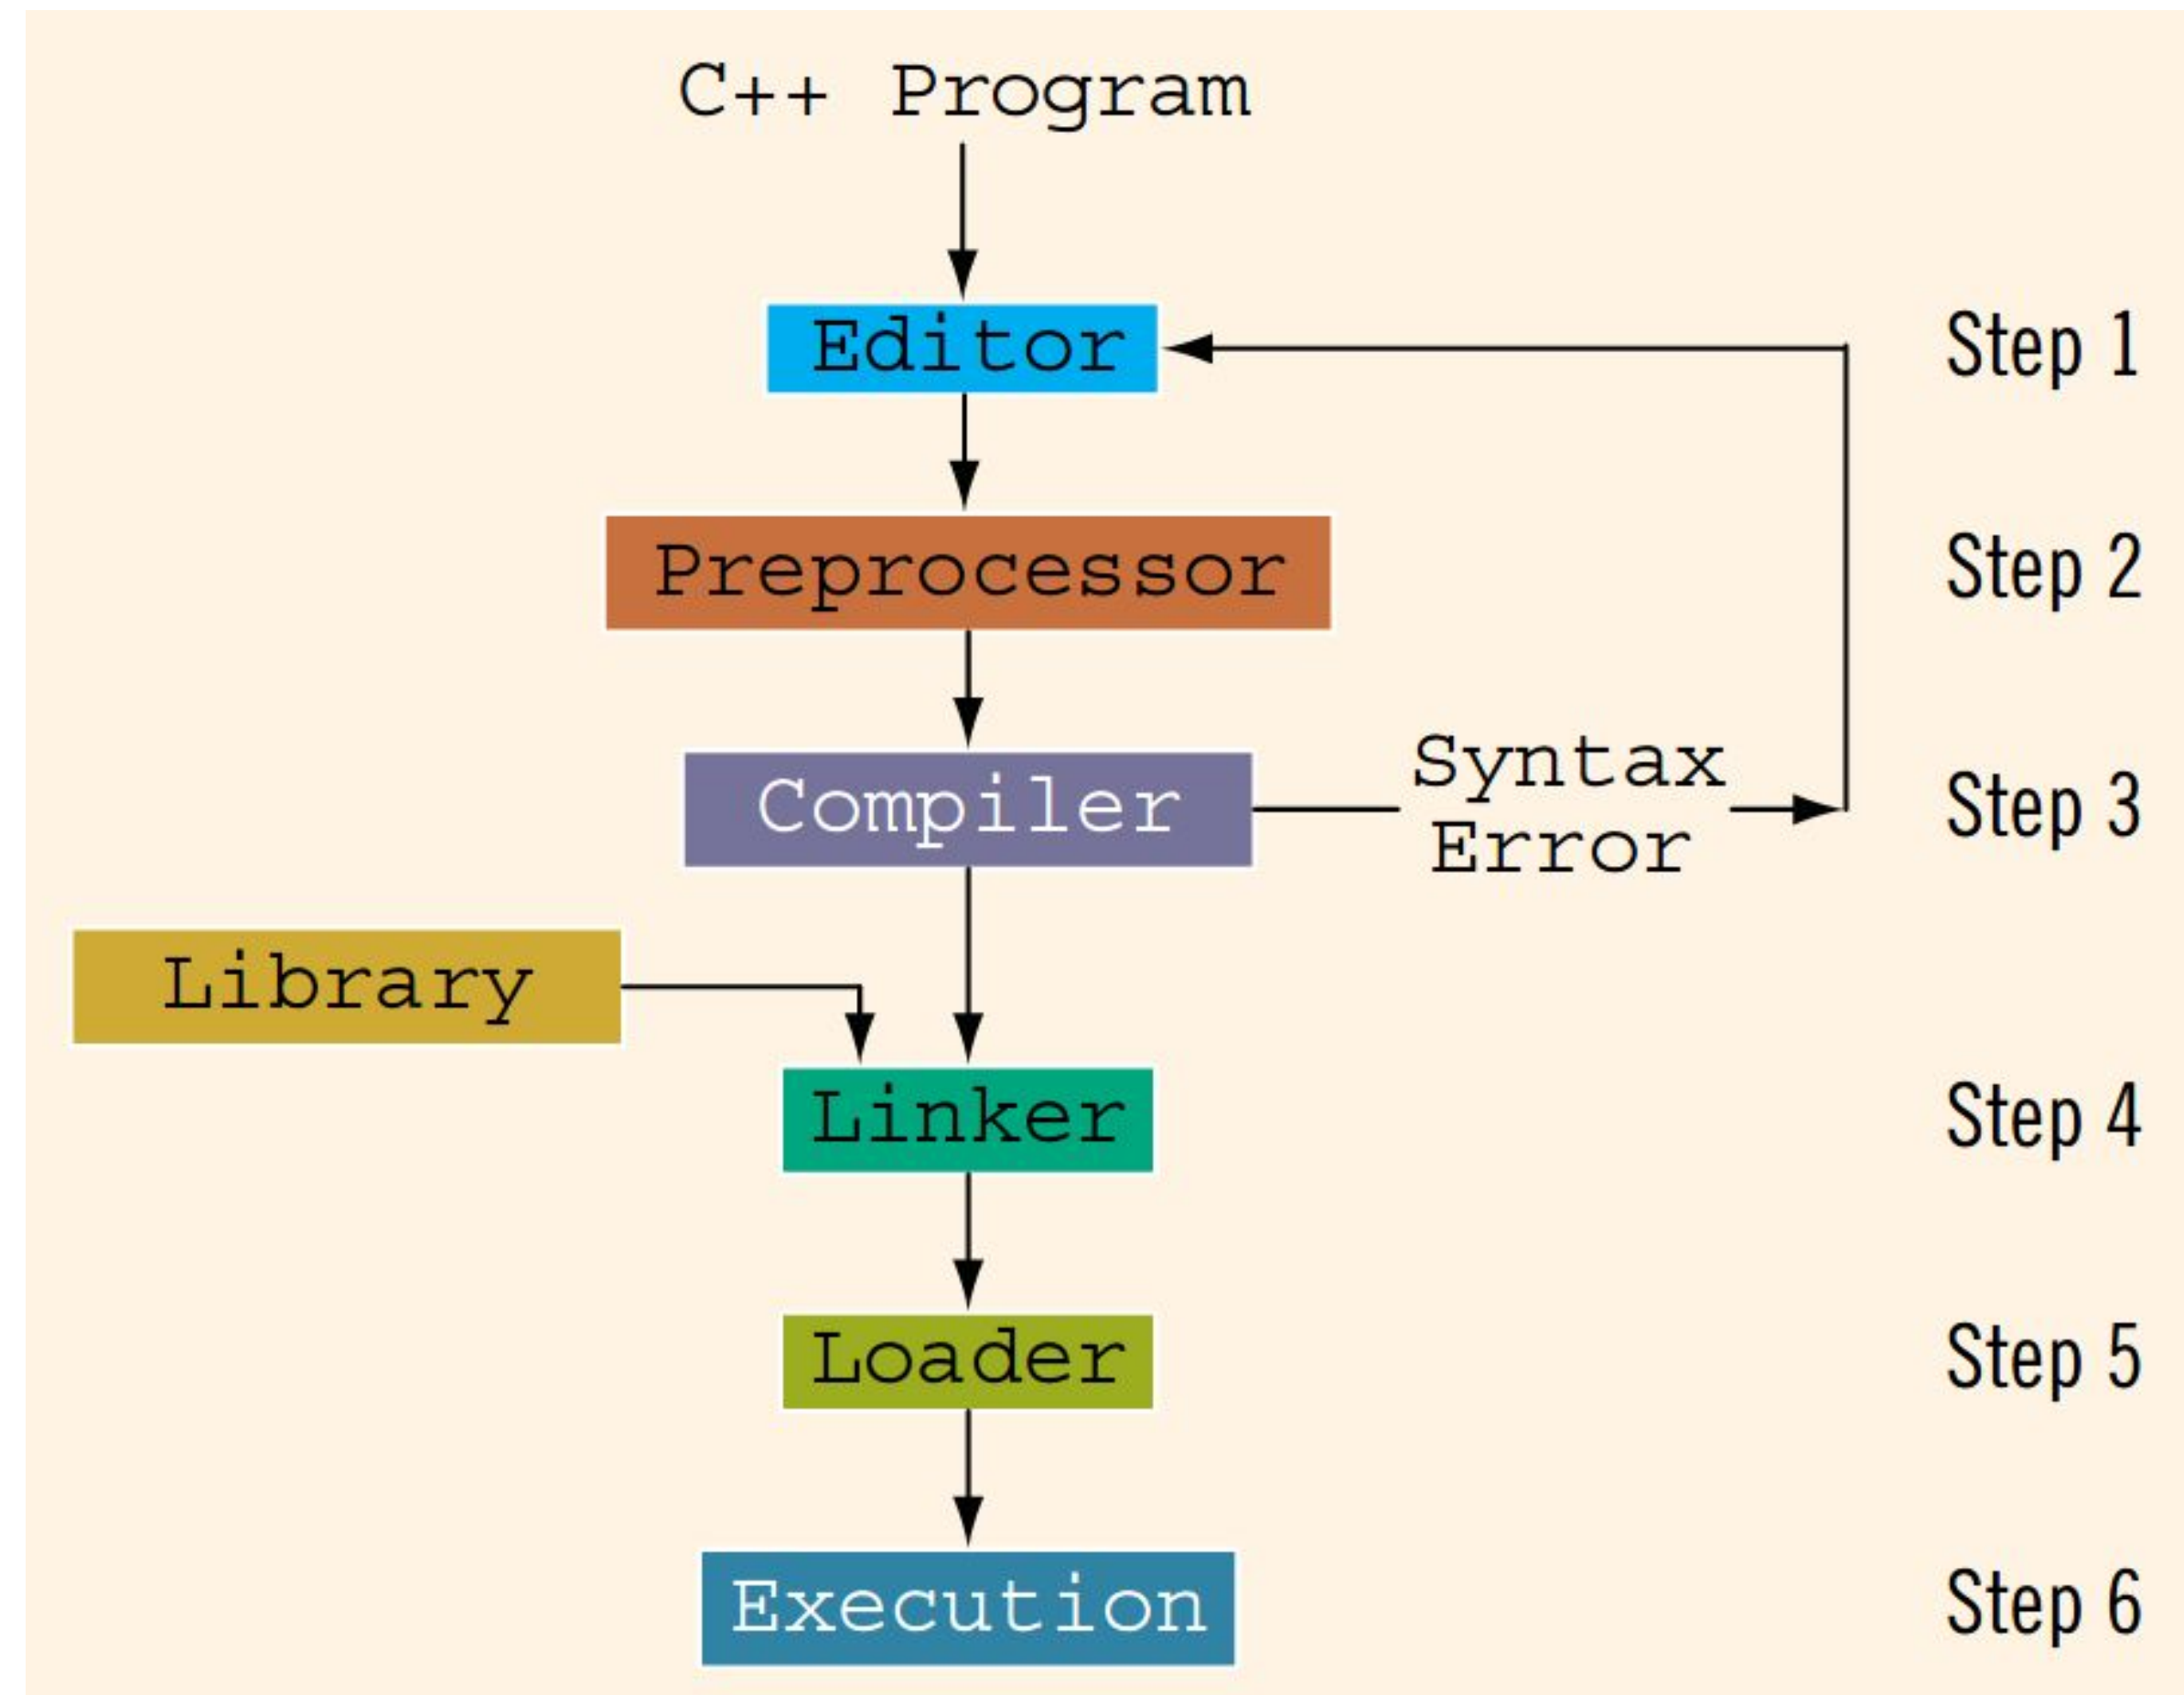 C++ Program
Editor
Step 1
Preprocessor
Step 2
Compiler
Syntax
Error
Step 3
Library
Linker
Step 4
Loader
Step 5
Execution
Step 6